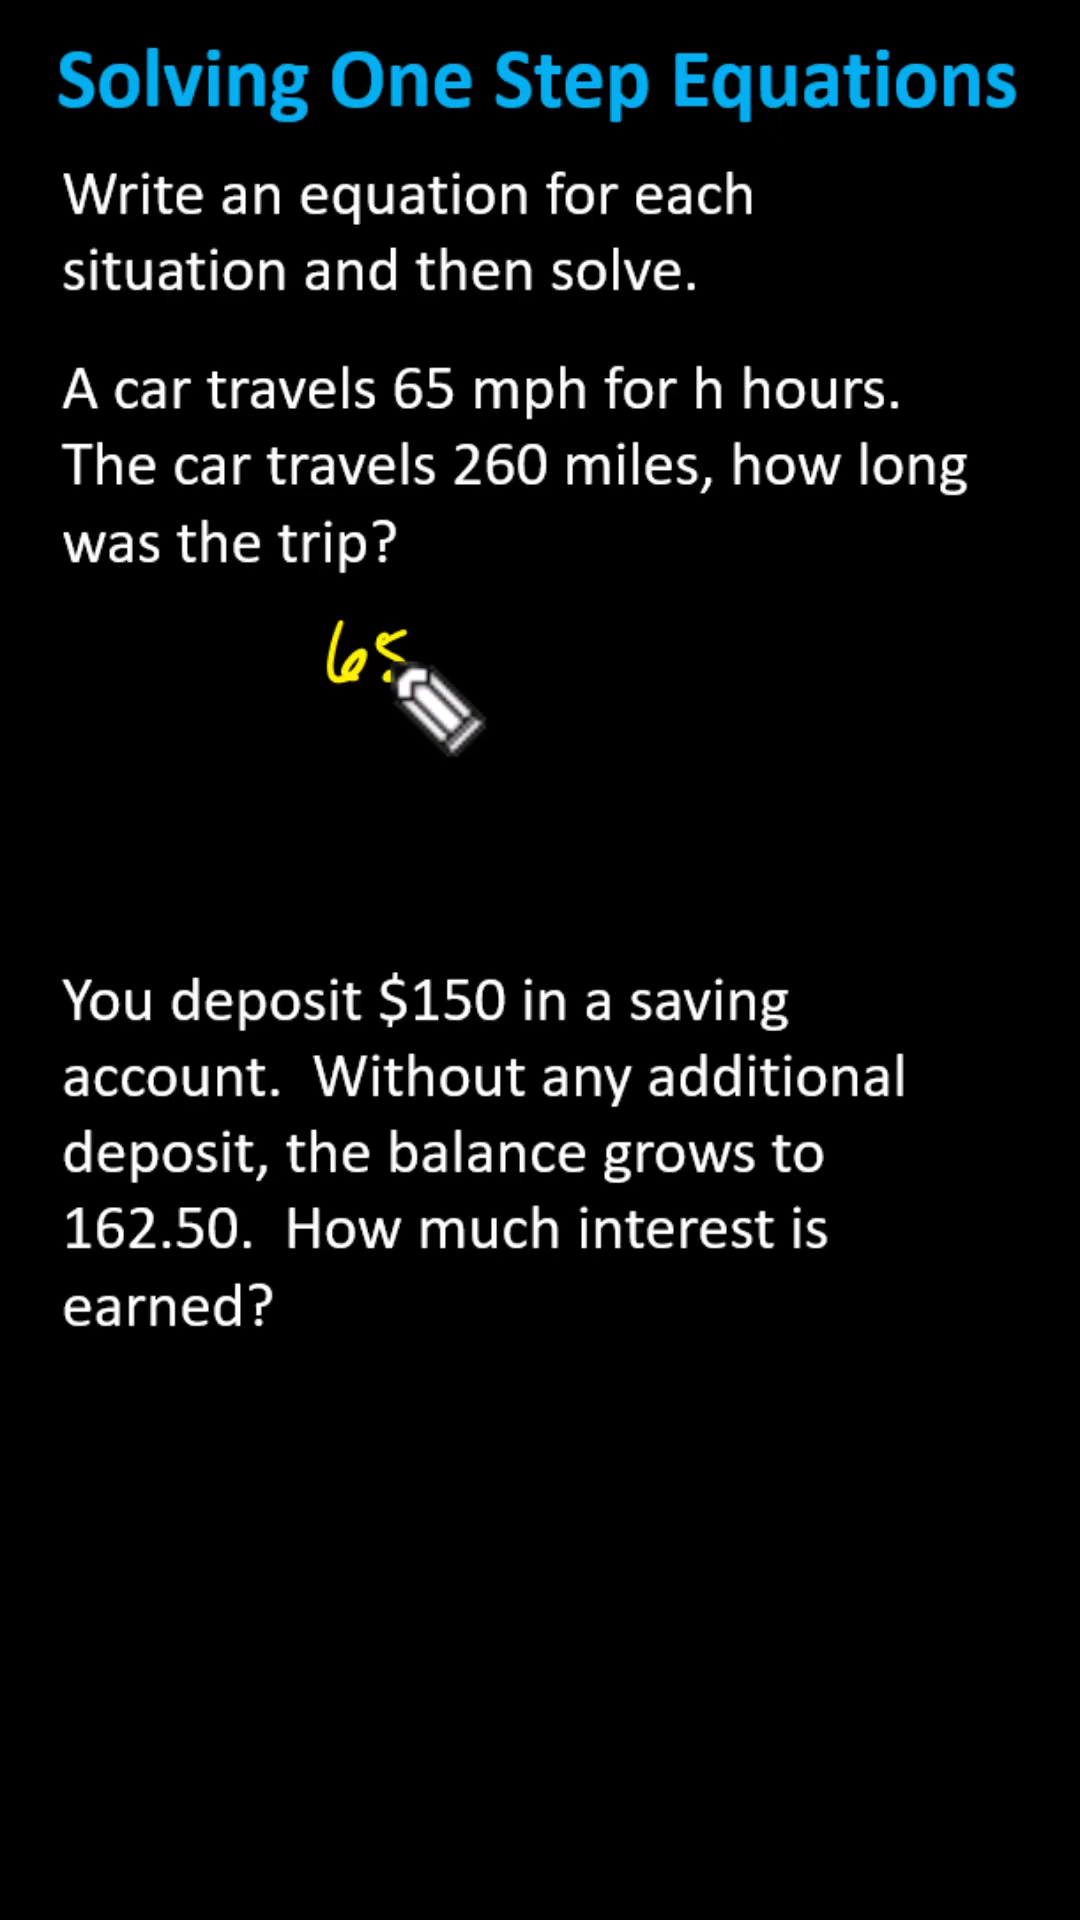 Solving One Step Equations
Write an equation for each
situation and then solve.
A car travels 65 mph for h hours.
The car travels 260 miles, how long
was the trip?
65
You deposit $150 in a saving
account.  Without any additional
deposit, the balance grows to
162.50.  How much interest is
earned?